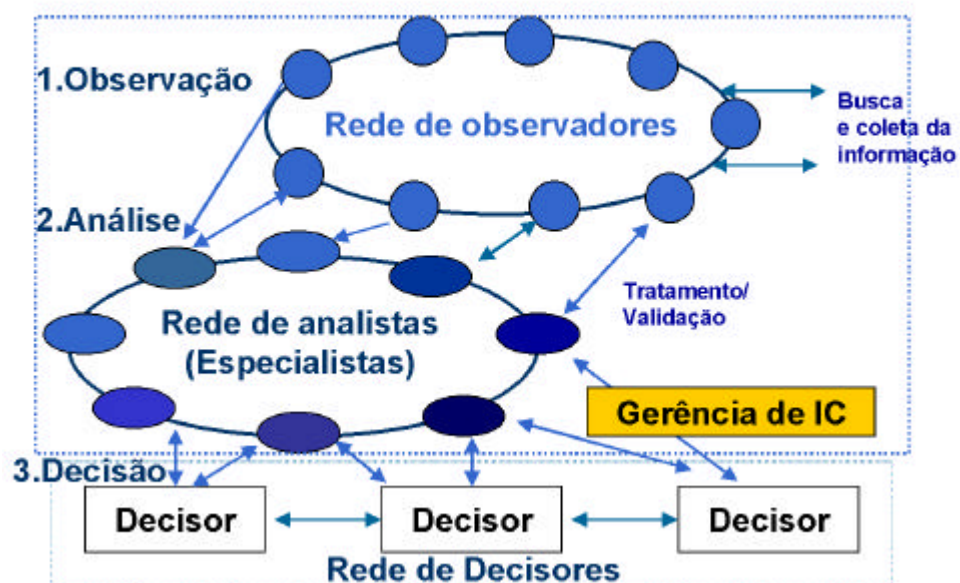 1.Observação
Rede de observadores
Busca
e coleta da
informação
2.Análise
Tratamento/
Validação
Rede de analistas
(Especialistas)
Gerência de IC
3.Decisão
Decisor
Decisor
Decisor
Rede de Decisores